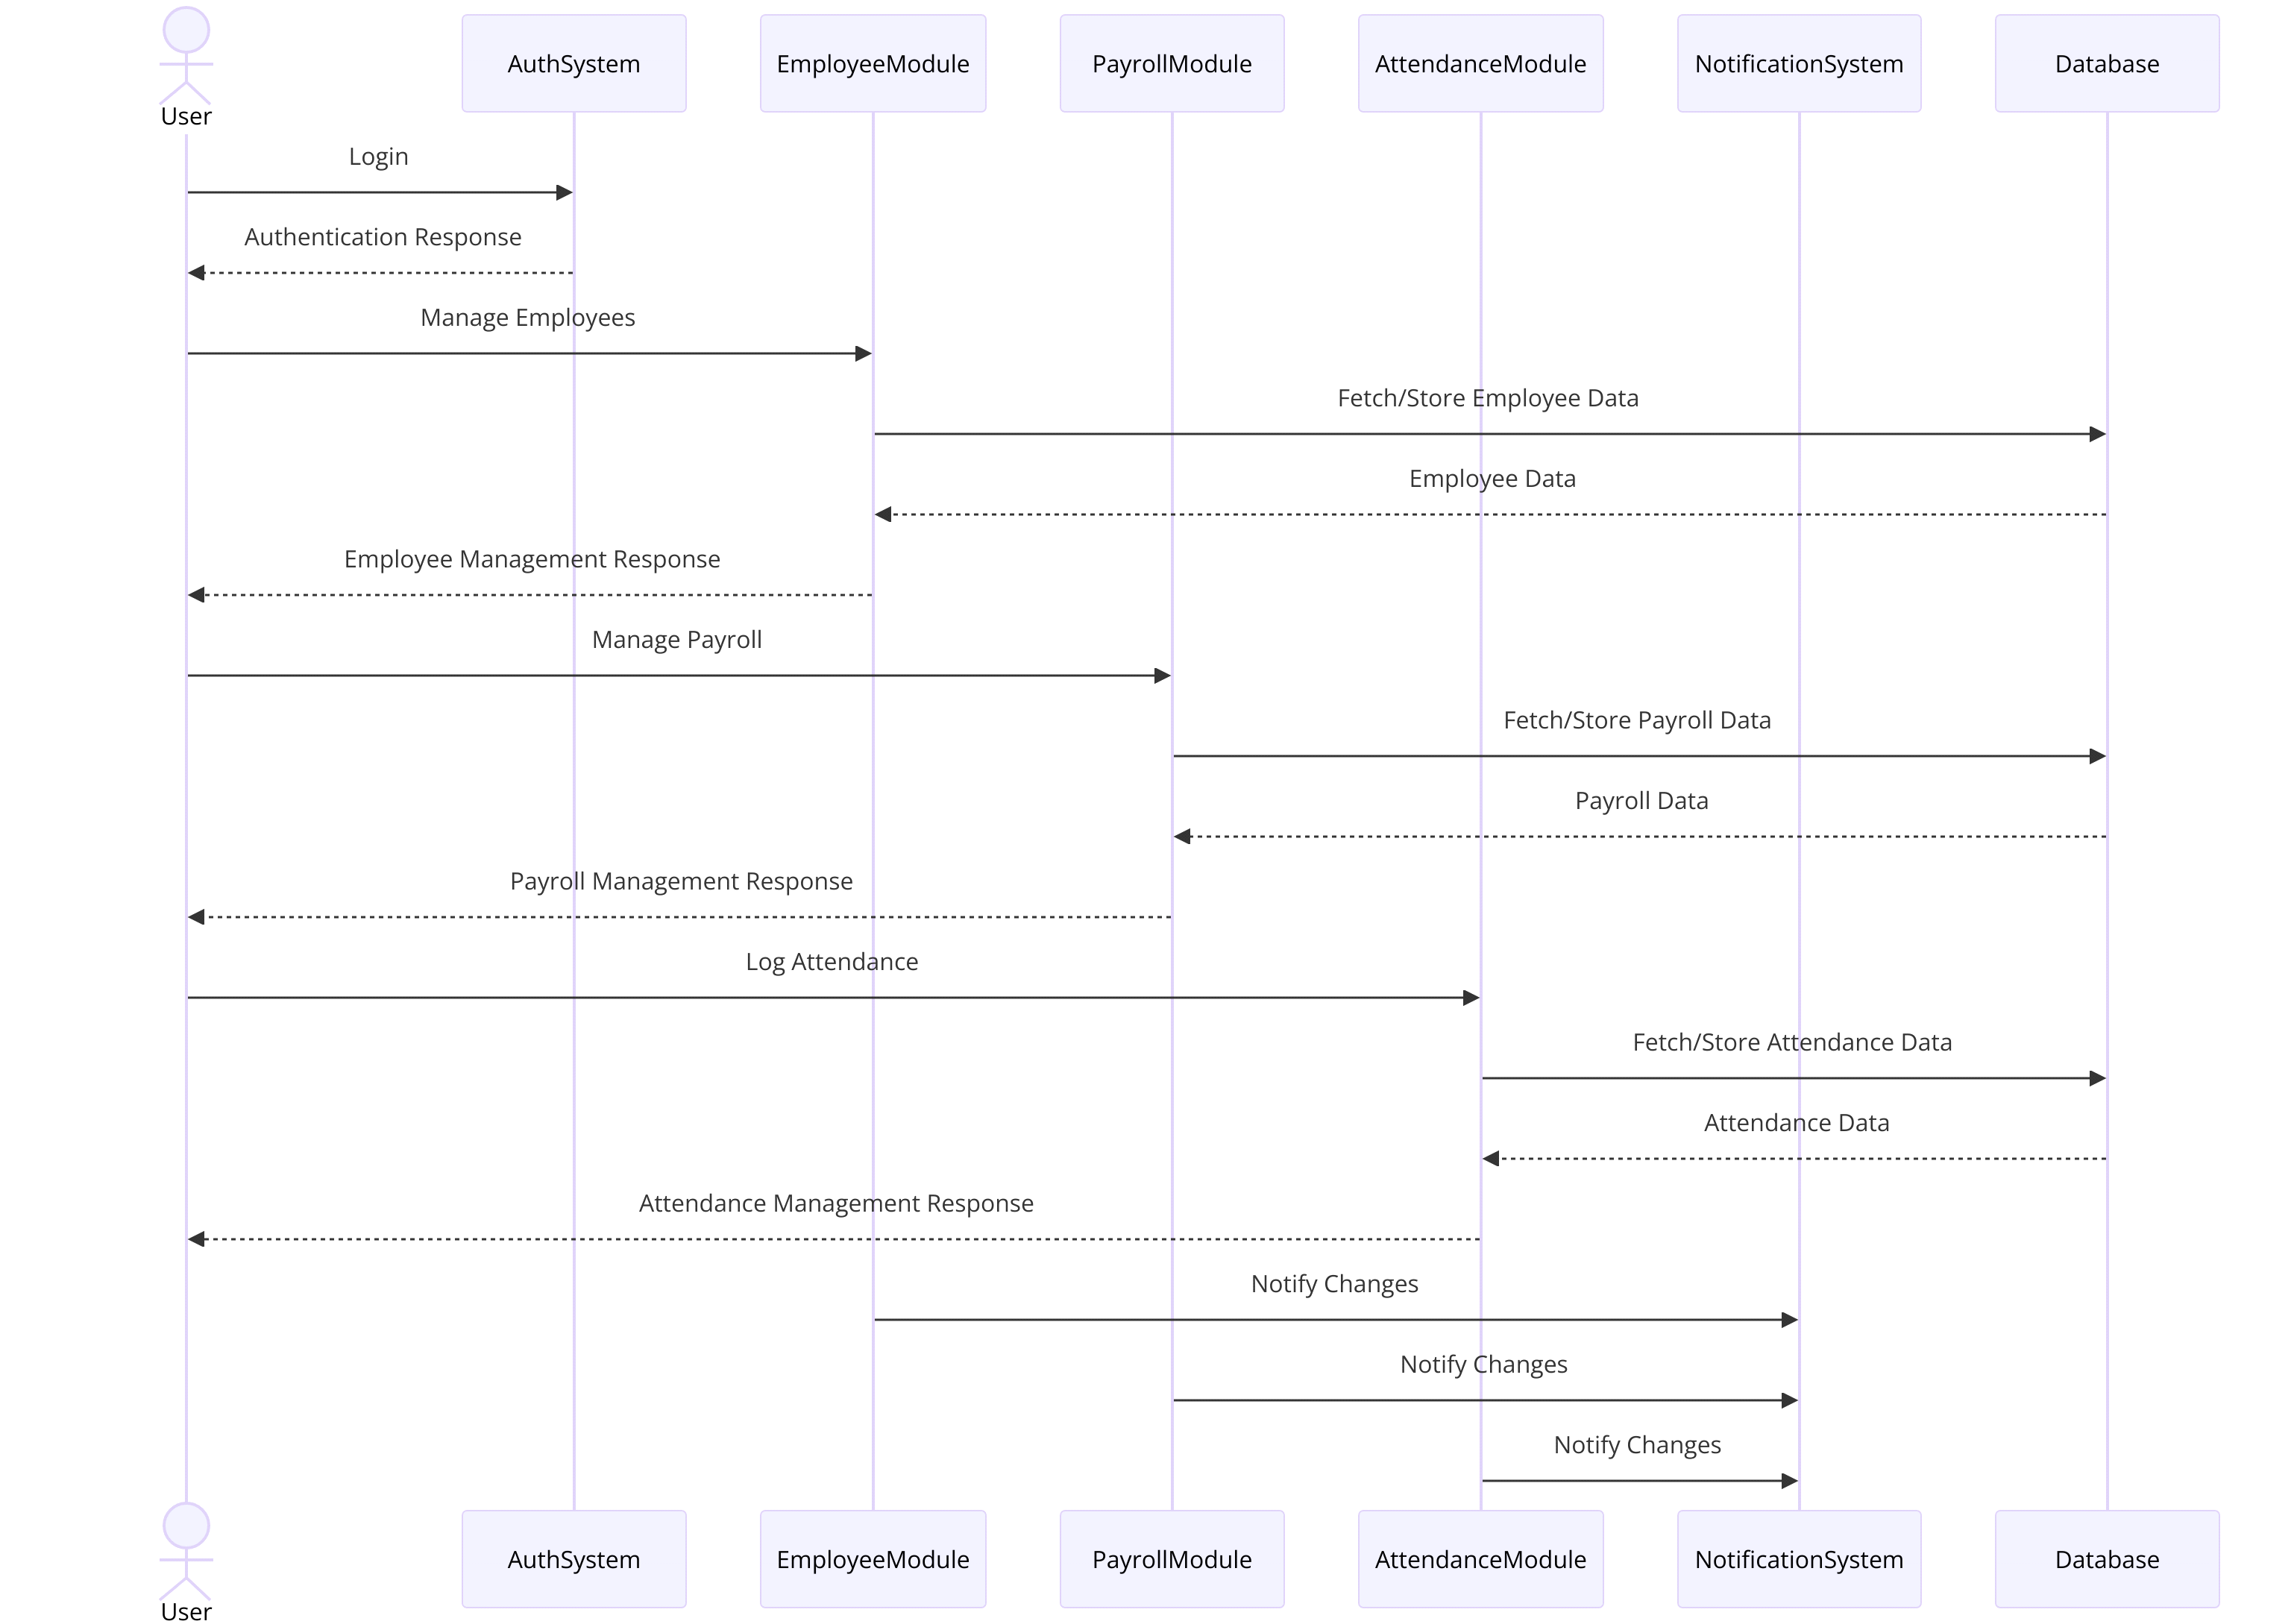 User
AuthSystem
EmployeeModule
PayrollModule
AttendanceModule
NotificationSystem
Database
Login
Authentication Response
Manage Employees
Fetch/Store Employee Data
Employee Data
Employee Management Response
Manage Payroll
Fetch/Store Payroll Data
Payroll Data
Payroll Management Response
Log Attendance
Fetch/Store Attendance Data
Attendance Data
Attendance Management Response
Notify Changes
Notify Changes
Notify Changes
User
AuthSystem
EmployeeModule
PayrollModule
AttendanceModule
NotificationSystem
Database